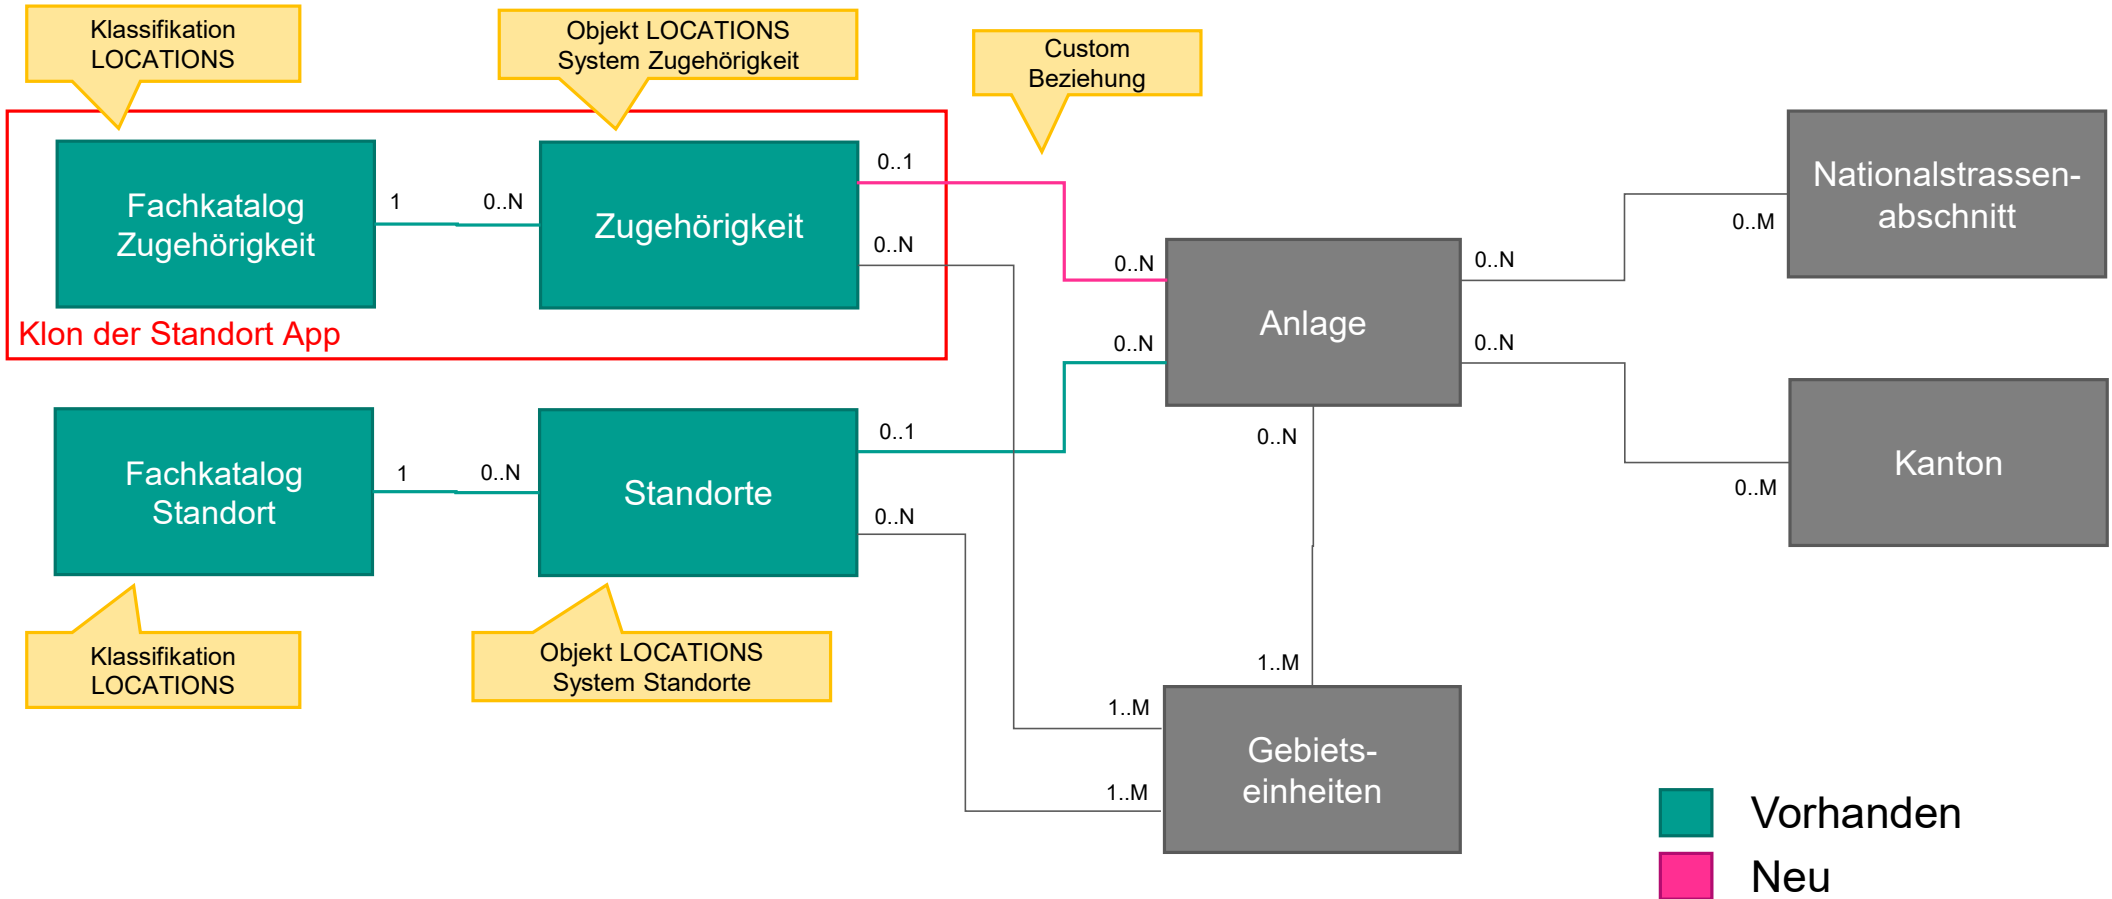 Klassifikation
LOCATIONS
Objekt LOCATIONS
System Zugehörigkeit
Custom
Beziehung
Fachkatalog
Zugehörigkeit
1
0..N
Zugehörigkeit
0..1
0..N
Klon der Standort App
0..N
0..N
Anlage
0..N
0..N
0..M
Nationalstrassen-
abschnitt
0..M
Kanton
Fachkatalog
Standort
1
0..N
Standorte
0..1
0..N
0..N
1..M
Klassifikation
LOCATIONS
Objekt LOCATIONS
System Standorte
1..M
1..M
Gebiets-
einheiten
Vorhanden
Neu